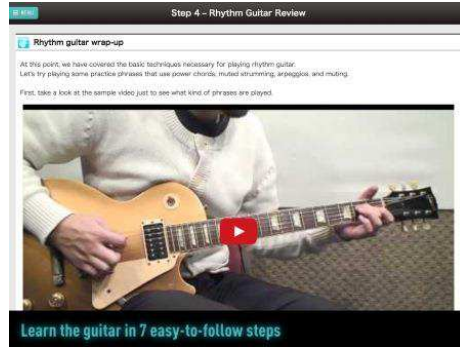 MENU
Step 4 – Rhythm Guitar Review
Rhythm guitar wrap-up
At this point, we have covered the basic techniques necessary for playing rhythm guitar.
Let's try playing some practice phrases that use power chords, muted strumming, arpeggios, and muting.
First, take a look at the sample video just to see what kind of phrases are played.
Learn the guitar in 7 easy-to-follow steps